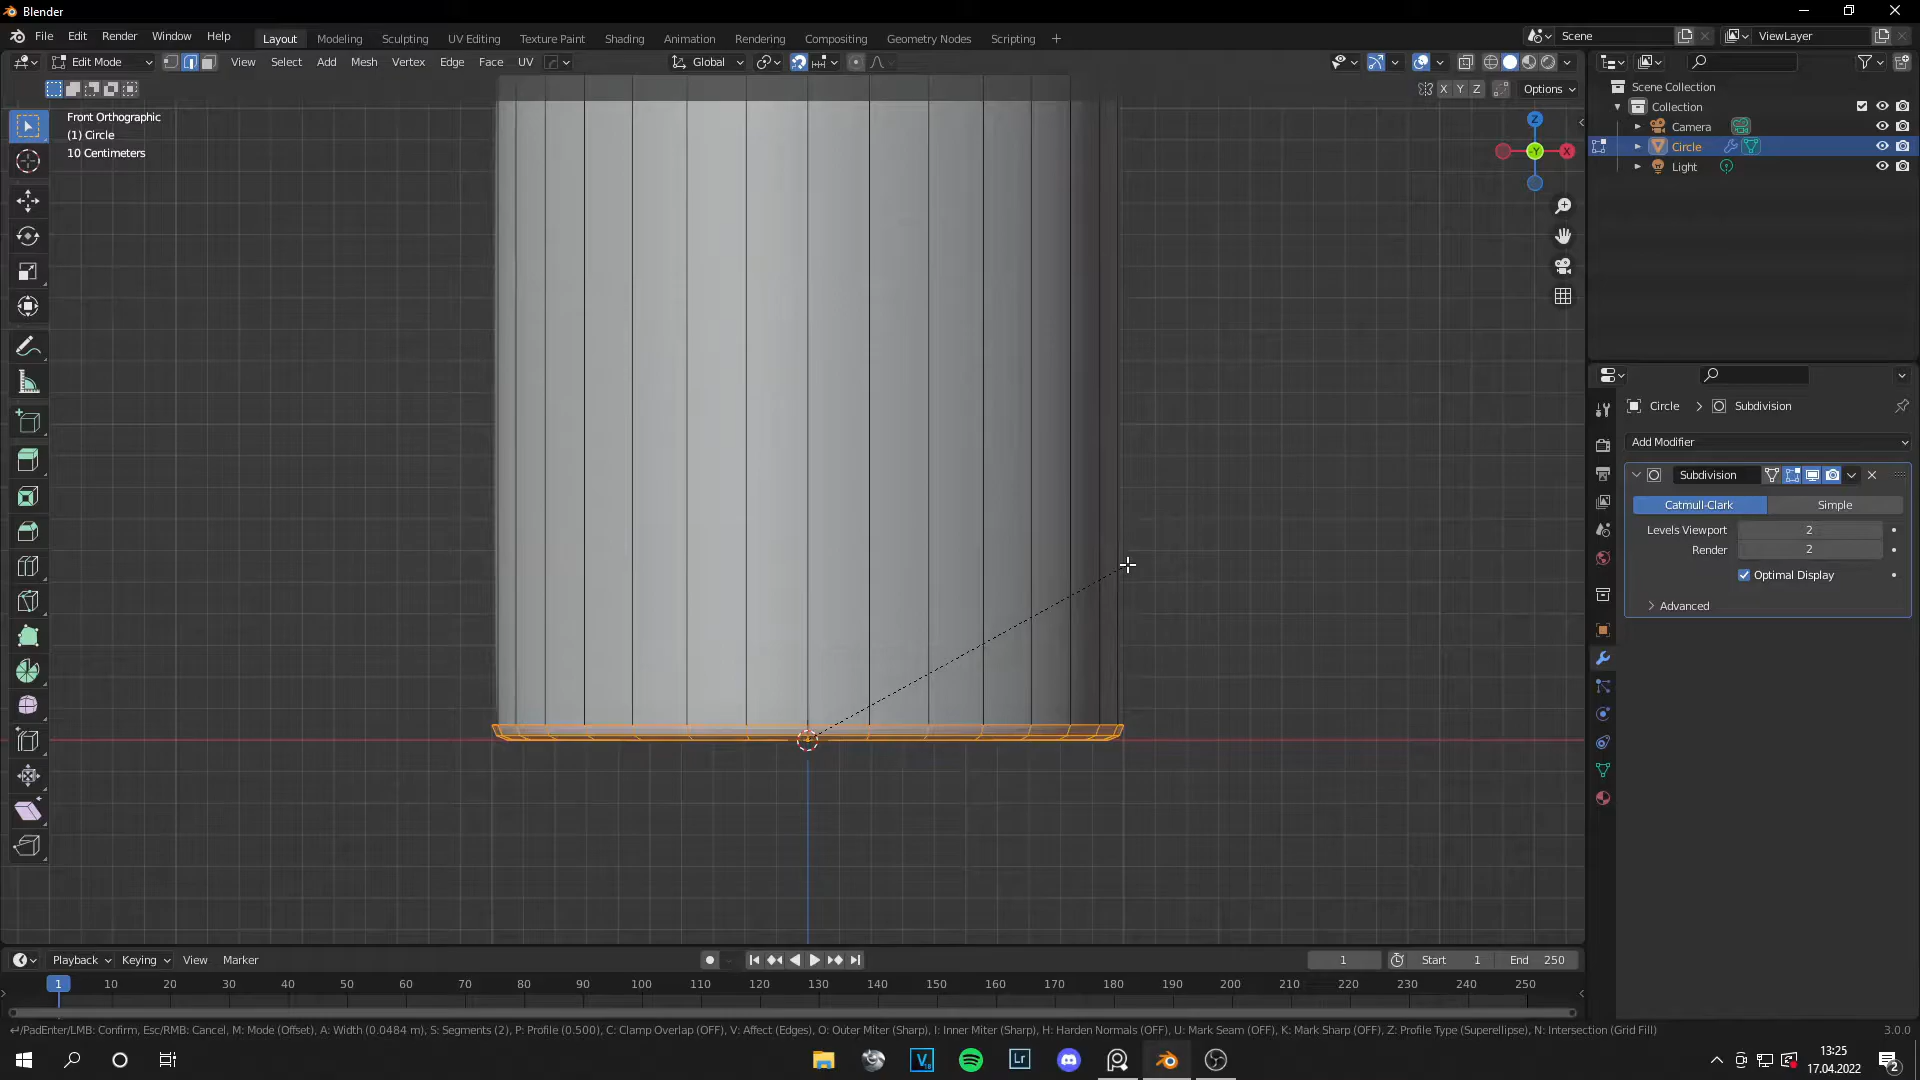 Blender
File Edit Render Window Help
Layout Modeling Sculpting UV Editing Texture Paint Shading Animation Rendering Compositing Geometry Nodes Scripting +
Scene
ViewLayer
Edit Mode View Select Add Mesh Vertex Edge Face UV
Global
X Y Z Options
Front Orthographic
(1) Circle
10 Centimeters
Z
-Y X
Scene Collection
Collection
Camera
Circle
Light
Circle > Subdivision
Add Modifier
Subdivision
Catmull-Clark Simple
Levels Viewport 2
Render 2
Optimal Display
Advanced
Playback Keying View Marker
1 Start 1 End 250
1 10 20 30 40 50 60 70 80 90 100 110 120 130 140 150 160 170 180 190 200 210 220 230 240 250
↵/PadEnter/LMB: Confirm, Esc/RMB: Cancel, M: Mode (Offset), A: Width (0.0484 m), S: Segments (2), P: Profile (0.500), C: Clamp Overlap (OFF), V: Affect (Edges), O: Outer Miter (Sharp), I: Inner Miter (Sharp), H: Harden Normals (OFF), U: Mark Seam (OFF), K: Mark Sharp (OFF), Z: Profile Type (Superellipse), N: Intersection (Grid Fill)
3.0.0
Lr
13:25
17.04.2022
2